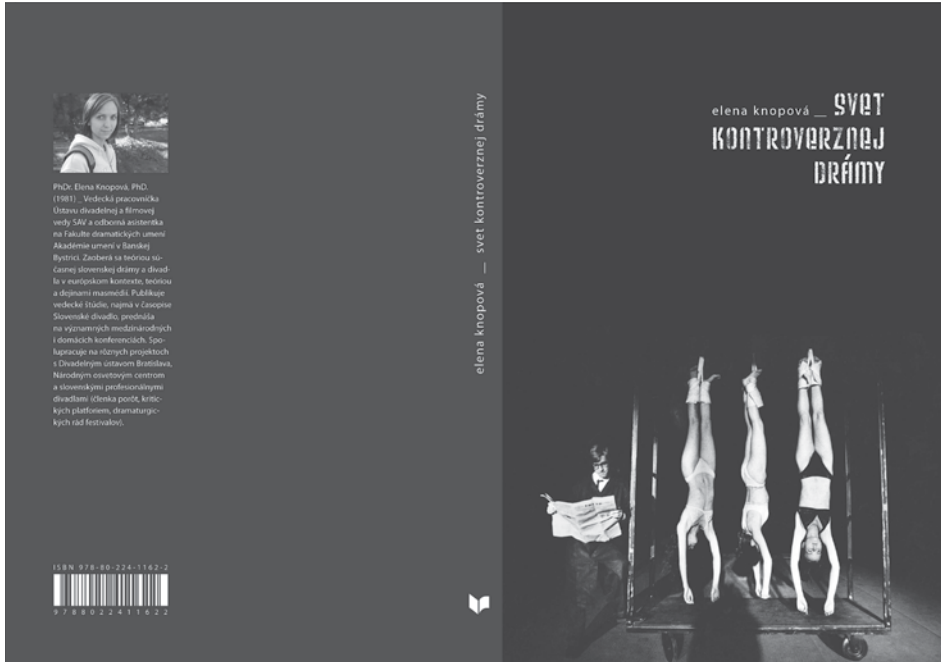 PhDr. Elena Knopová, PhD.
(1981) _ Vedecká pracovníčka
Ústavu divadelnej a filmovej
vedy SAV a odborná asistentka
na Fakulte dramatických umení
Akadémie umení v Banskej
Bystrici. Zaoberá sa teóriou sú-
časnej slovenskej drámy a divad-
la v európskom kontexte, teóriou
a dejinami masmédií. Publikuje
vedecké štúdie, najmä v časopise
Slovenské divadlo, prednáša
na významných medzinárodných
i domácich konferenciách. Spo-
lupracuje na rôznych projektoch
s Divadelným ústavom Bratislava,
Národným osvetovým centrom
a slovenskými profesionálnymi
divadlami (členka porôt, kritic-
kých platforiem, dramaturgic-
kých rád festivalov).
ISBN 978-80-224-1162-2
9 788022 411622
elena knopová _ svet kontroverznej drámy
elena knopová _ svet
kontroverznej
drámy